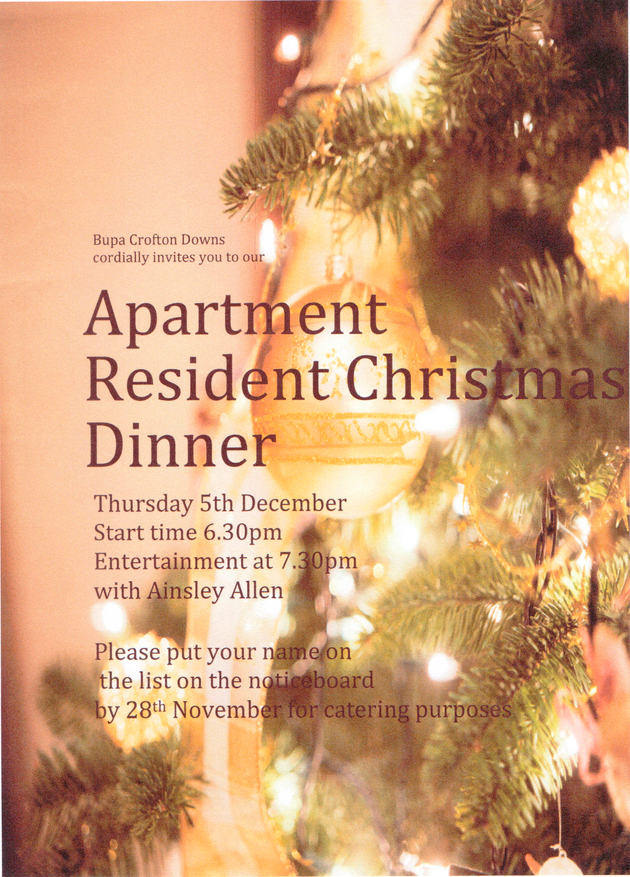 Bupa Crofton Downs
cordially invites you to our
Apartment
Resident Christmas
Dinner
Thursday 5th December
Start time 6.30pm
Entertainment at 7.30pm
with Ainsley Allen
Please put your name on
the list on the noticeboard
by 28th November for catering purposes